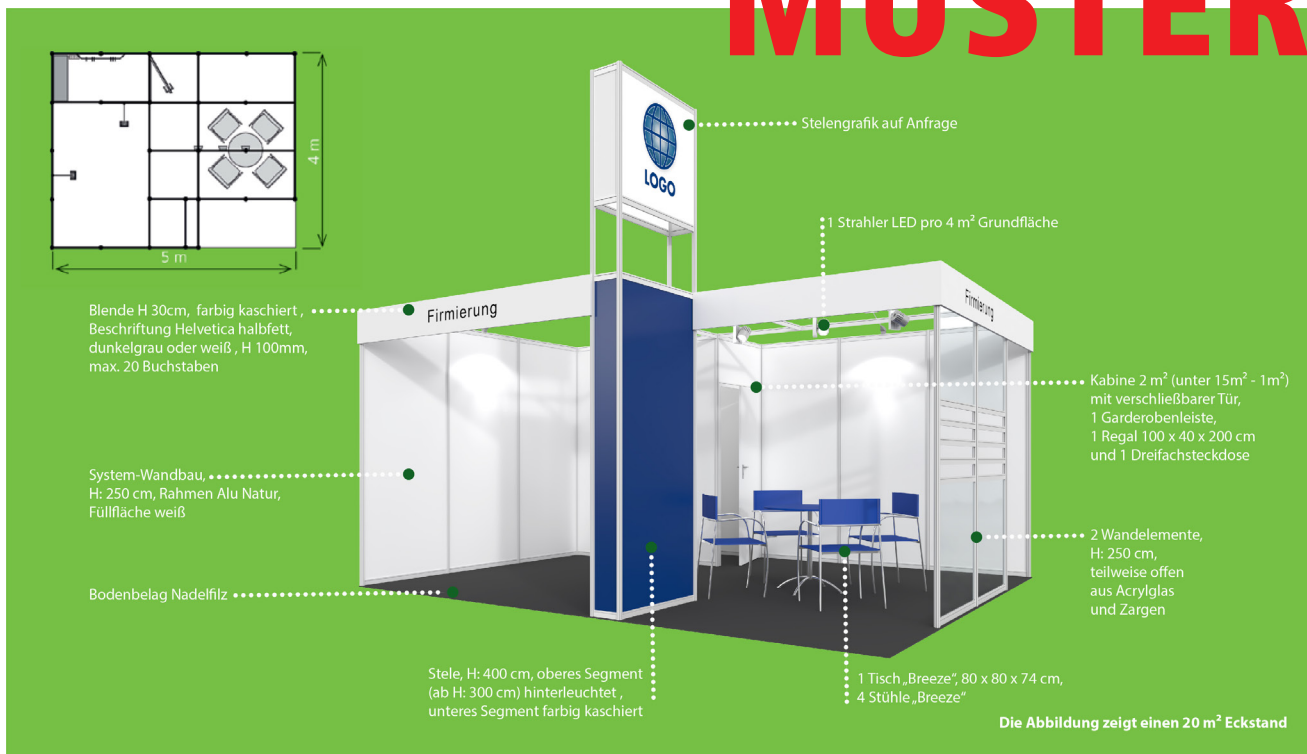 MUSTER
4 m
5 m
LOGO
Stelengrafik auf Anfrage
1 Strahler LED pro 4 m² Grundfläche
Blende H 30cm, farbig kaschiert ,
Beschriftung Helvetica halbfett,
dunkelgrau oder weiß , H 100mm,
max. 20 Buchstaben
Firmierung
Firmierung
Kabine 2 m² (unter 15m² - 1m²)
mit verschließbarer Tür,
1 Garderobenleiste,
1 Regal 100 x 40 x 200 cm
und 1 Dreifachsteckdose
System-Wandbau,
H: 250 cm, Rahmen Alu Natur,
Füllfläche weiß
2 Wandelemente,
H: 250 cm,
teilweise offen
aus Acrylglas
und Zargen
Bodenbelag Nadelfilz
Stele, H: 400 cm, oberes Segment
(ab H: 300 cm) hinterleuchtet ,
unteres Segment farbig kaschiert
1 Tisch „Breeze“, 80 x 80 x 74 cm,
4 Stühle „Breeze“
Die Abbildung zeigt einen 20 m² Eckstand